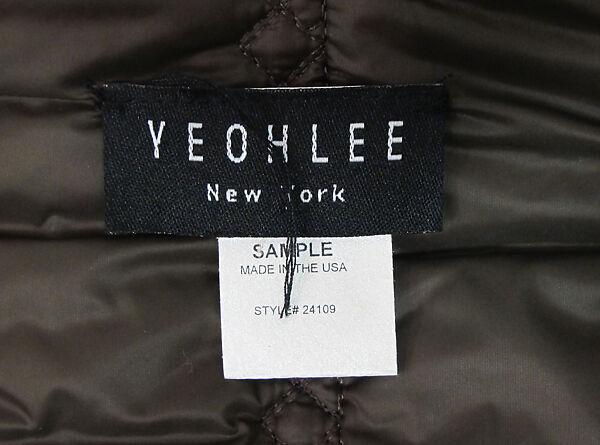 YEOHLEE
New York
SAMPLE
MADE IN THE USA
STYLE# 24109